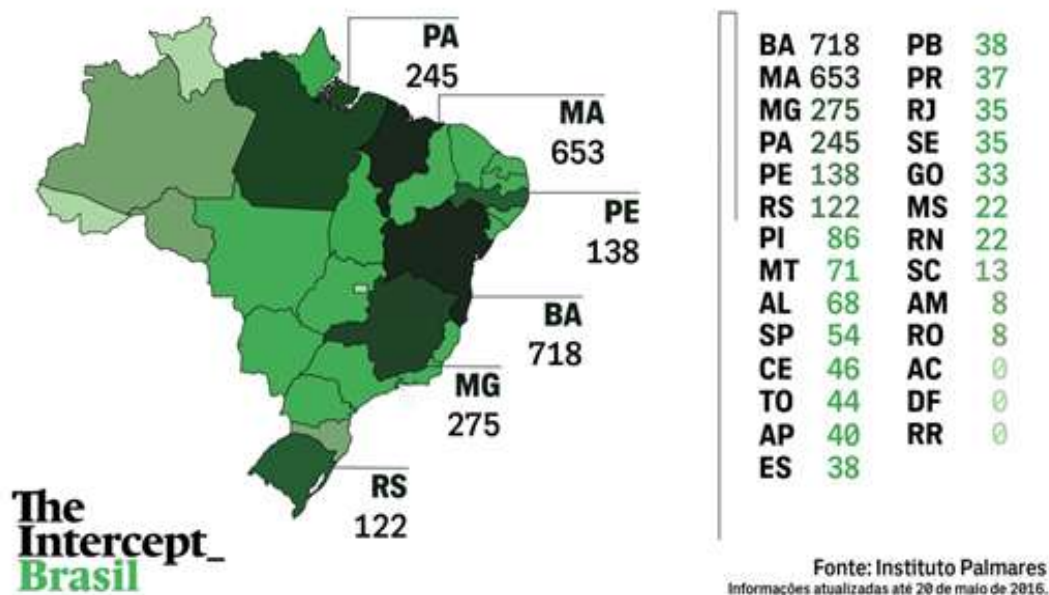 PA
245
MA
653
PE
138
BA
718
MG
275
RS
122
BA 718
MA 653
MG 275
PA 245
PE 138
RS 122
PI 86
MT 71
AL 68
SP 54
CE 46
TO 44
AP 40
ES 38
PB 38
PR 37
RJ 35
SE 35
GO 33
MS 22
RN 22
SC 13
AM 8
RO 8
AC 0
DF 0
RR 0
The
Intercept_
Brasil
Fonte: Instituto Palmares
Informações atualizadas até 20 de maio de 2016.